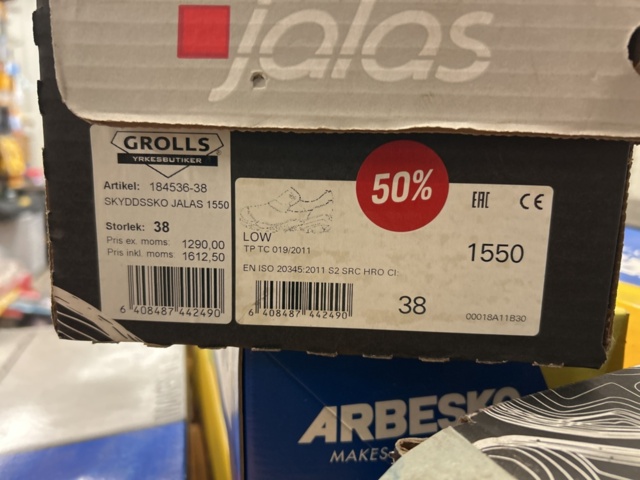 jalas
GROLLS
YRKESBUTIKER
Artikel: 184536-38
SKYDDSSKO JALAS 1550
Storlek: 38
Pris ex. moms: 1290,00
Pris inkl. moms: 1612,50
6 408487 442490
50%
EAC CE
LOW
TP TC 019/2011
1550
EN ISO 20345:2011 S2 SRC HRO CI
6 408487 442490
38
00018A11B30
ARBESKO
MAKES